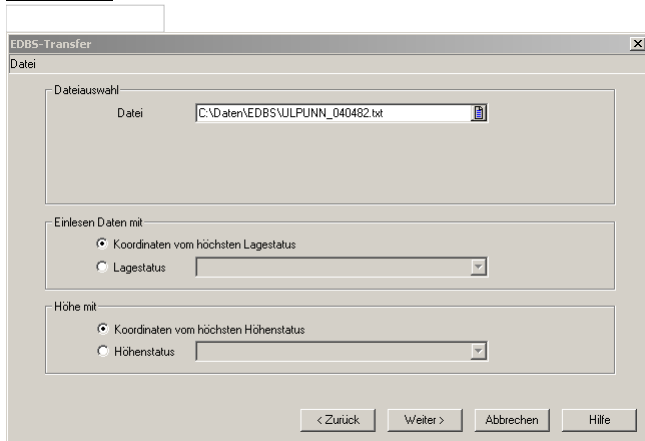 EDBS-Transfer
Datei
Dateiauswahl
Datei C:\Daten\EDBS\ULPUNN_040482.txt
Einlesen Daten mit
Koordinaten vom höchsten Lagestatus
Lagestatus
Höhe mit
Koordinaten vom höchsten Höhenstatus
Höhenstatus
< Zurück Weiter > Abbrechen Hilfe